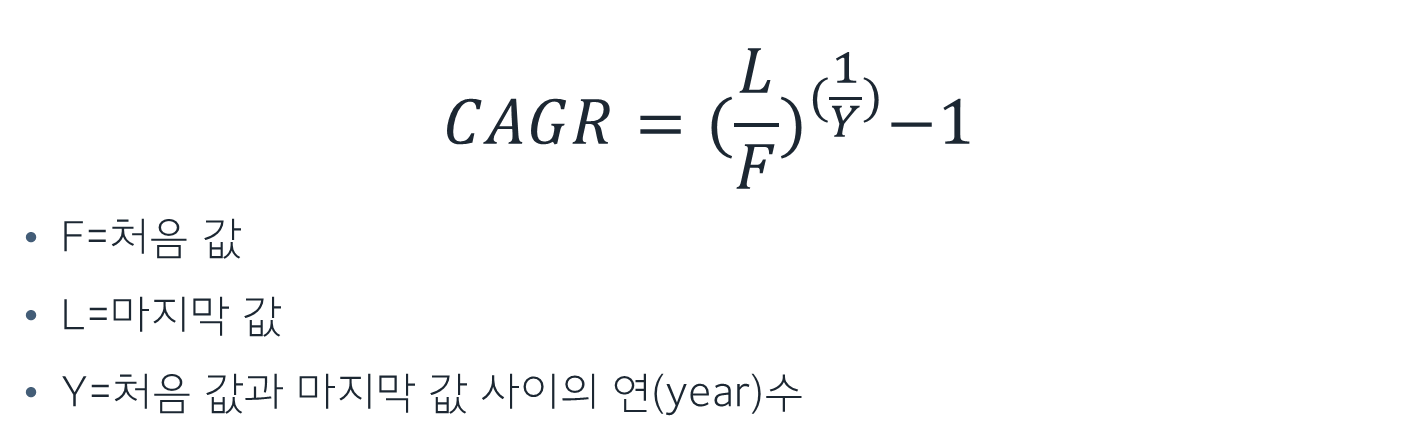 CAGR = (L/F)^(1/Y) −1
• F=처음 값
• L=마지막 값
• Y=처음 값과 마지막 값 사이의 연(year)수